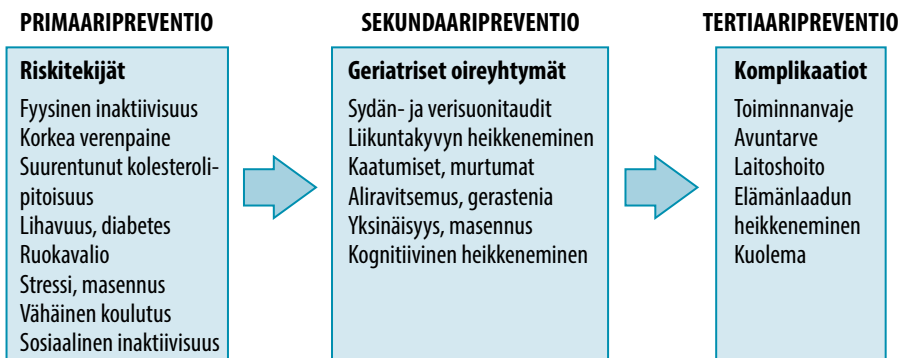 PRIMAARIPREVENTIO
Riskitekijät
Fyysinen inaktiivisuus
Korkea verenpaine
Suurentunut kolesteroli-
pitoisuus
Lihavuus, diabetes
Ruokavalio
Stressi, masennus
Vähäinen koulutus
Sosiaalinen inaktiivisuus
SEKUNDAARIPREVENTIO
Geriatriset oireyhtymät
Sydän- ja verisuonitaudit
Liikuntakyvyn heikkeneminen
Kaatumiset, murtumat
Aliravitsemus, gerastenia
Yksinäisyys, masennus
Kognitiivinen heikkeneminen
TERTIAARIPREVENTIO
Komplikaatiot
Toiminnanvaje
Avuntarve
Laitoshoito
Elämänlaadun
heikkeneminen
Kuolema